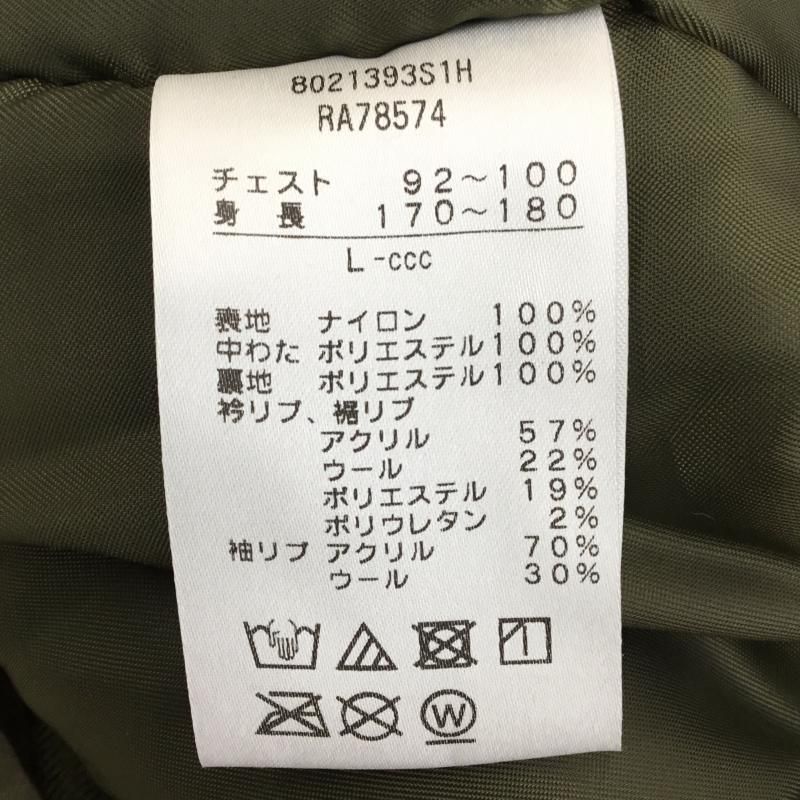 8021393S1H
RA78574
チェスト 92～100
身長 170～180
L-ccc
表地 ナイロン 100%
中わた ポリエステル100%
裏地 ポリエステル100%
衿リブ、裾リブ
アクリル 57%
ウール 22%
ポリエステル 19%
ポリウレタン 2%
袖リブ アクリル 70%
ウール 30%
W